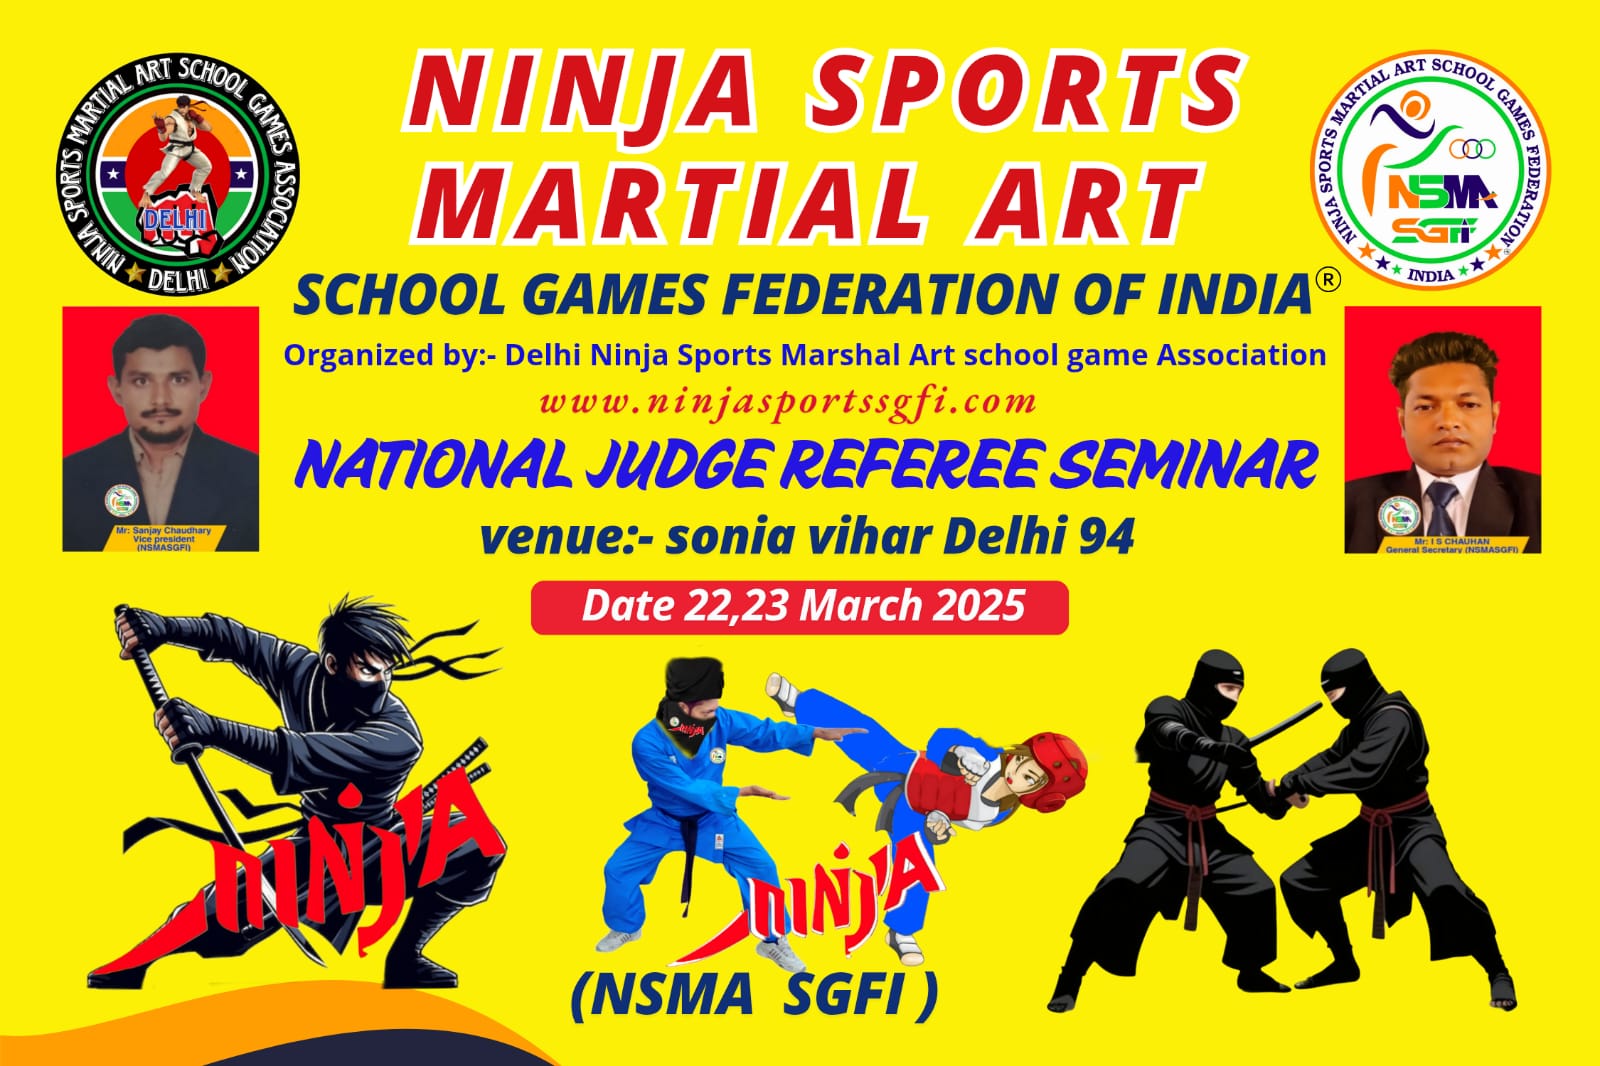 NINJA SPORTS
MARTIAL ART
SCHOOL GAMES FEDERATION OF INDIA®
Organized by:- Delhi Ninja Sports Marshal Art school game Association
www.ninjasportssgfi.com
NATIONAL JUDGE REFEREE SEMINAR
venue:- sonia vihar Delhi 94
Date 22,23 March 2025
NINJA SPORTS MARTIAL ART SCHOOL GAMES ASSOCIATION
DELHI
DELHI
NINJA SPORTS MARTIAL ART SCHOOL GAMES FEDERATION®
NSMA
SGFI
INDIA
NSMA
Mr: Sanjay Chaudhary
Vice president
(NSMASGFI)
NSMA
Mr: I S CHAUHAN
General Secretary (NSMASGFI)
NINJA
NINJA
NINJA
(NSMA SGFI )